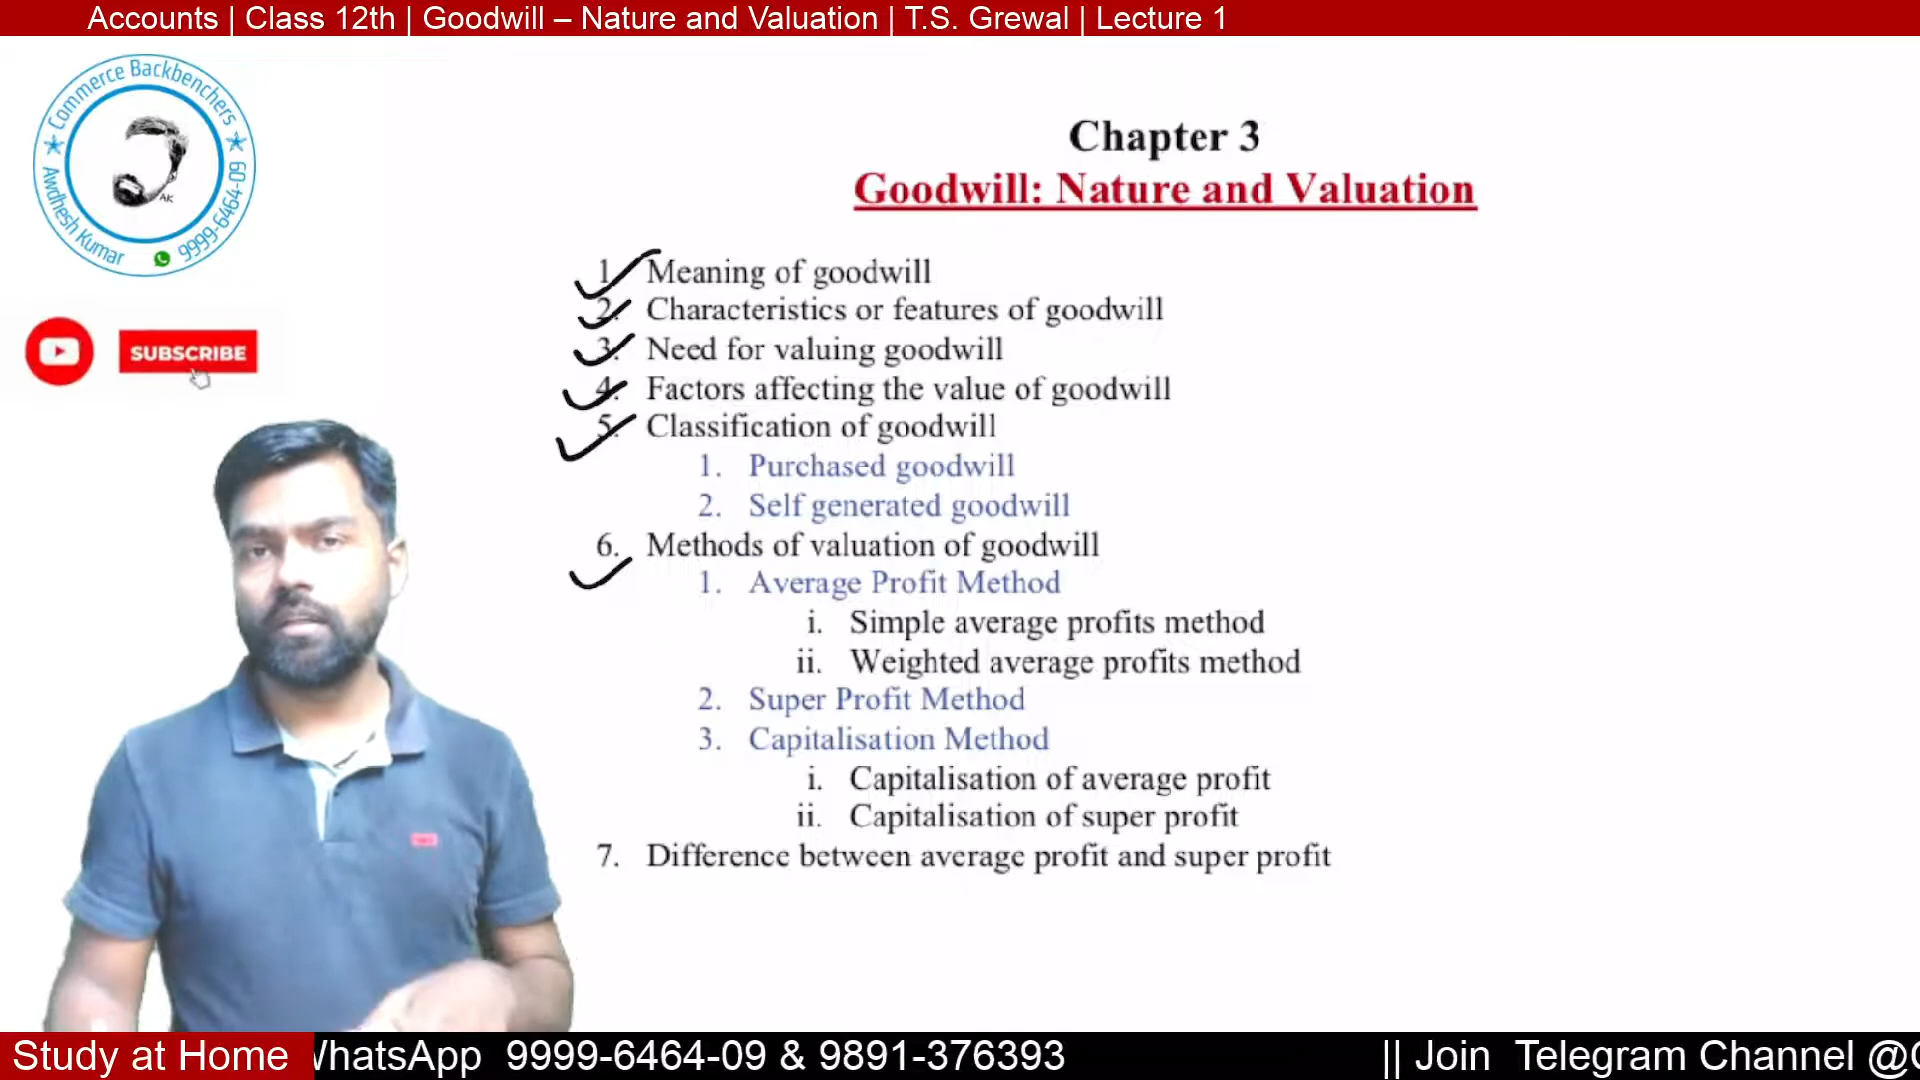 Accounts | Class 12th | Goodwill – Nature and Valuation | T.S. Grewal | Lecture 1
Commerce Backbenchers
AK
Awdhesh Kumar 9999-6464-09
SUBSCRIBE
Chapter 3
Goodwill: Nature and Valuation
1. Meaning of goodwill
2. Characteristics or features of goodwill
3. Need for valuing goodwill
4. Factors affecting the value of goodwill
5. Classification of goodwill
1. Purchased goodwill
2. Self generated goodwill
6. Methods of valuation of goodwill
1. Average Profit Method
i. Simple average profits method
ii. Weighted average profits method
2. Super Profit Method
3. Capitalisation Method
i. Capitalisation of average profit
ii. Capitalisation of super profit
7. Difference between average profit and super profit
Study at Home WhatsApp 9999-6464-09 & 9891-376393 || Join Telegram Channel @